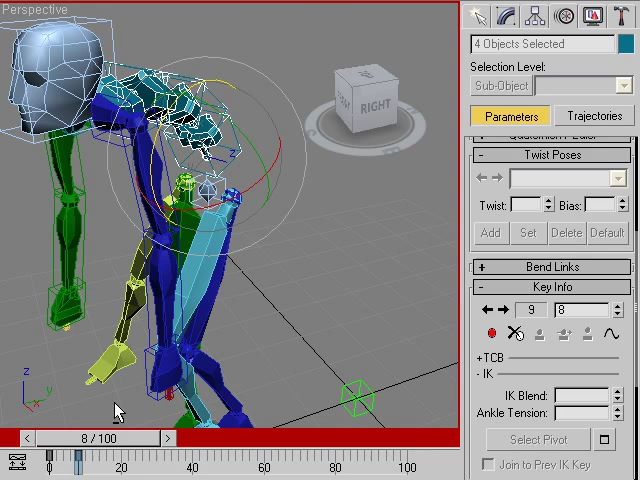 Perspective
4 Objects Selected
Selection Level:
Sub-Object
Parameters
Trajectories
- Twist Poses
Twist:
Bias:
Add
Set
Delete
Default
+ Bend Links
- Key Info
9
8
+TCB
- IK
IK Blend:
Ankle Tension:
Select Pivot
Join to Prev IK Key
RIGHT
z
z
y
x
< 8 / 100 >
0 20 40 60 80 100